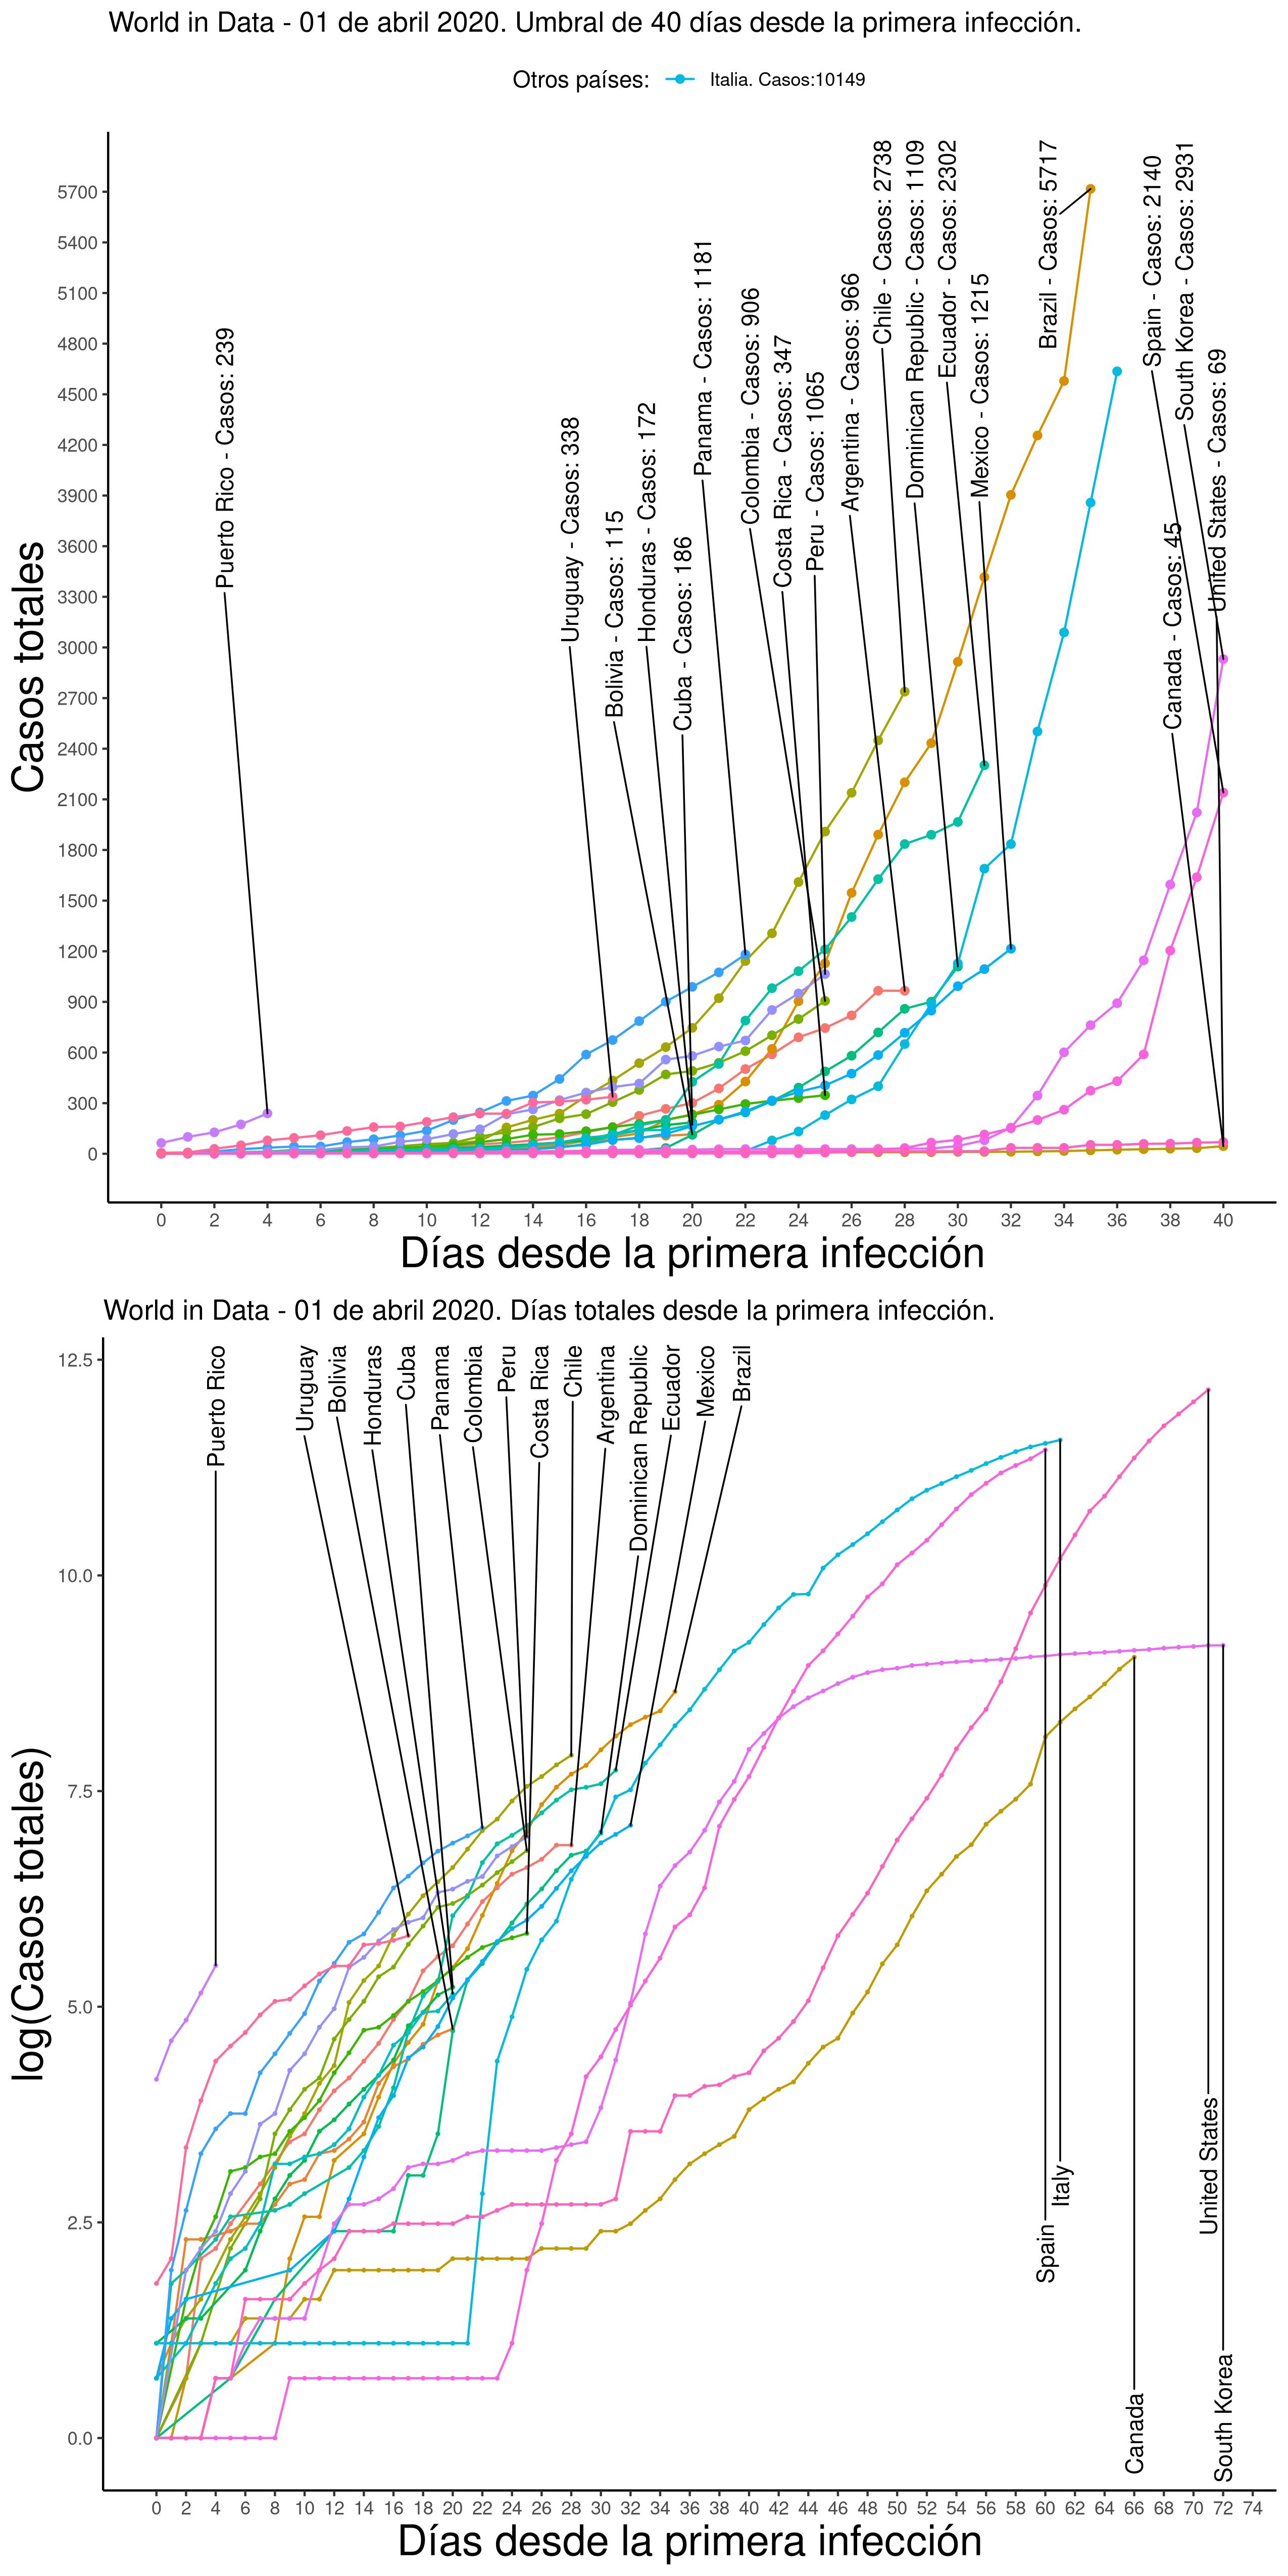 World in Data - 01 de abril 2020. Umbral de 40 días desde la primera infección.
Otros países: Italia. Casos:10149
Casos totales
5700
5400
5100
4800
4500
4200
3900
3600
3300
3000
2700
2400
2100
1800
1500
1200
900
600
300
0
Puerto Rico - Casos: 239
Uruguay - Casos: 338
Bolivia - Casos: 115
Honduras - Casos: 172
Cuba - Casos: 186
Panama - Casos: 1181
Colombia - Casos: 906
Costa Rica - Casos: 347
Peru - Casos: 1065
Argentina - Casos: 966
Chile - Casos: 2738
Dominican Republic - Casos: 1109
Ecuador - Casos: 2302
Mexico - Casos: 1215
Brazil - Casos: 5717
Spain - Casos: 2140
Canada - Casos: 45
South Korea - Casos: 2931
United States - Casos: 69
0 2 4 6 8 10 12 14 16 18 20 22 24 26 28 30 32 34 36 38 40
Días desde la primera infección
World in Data - 01 de abril 2020. Días totales desde la primera infección.
log(Casos totales)
12.5
10.0
7.5
5.0
2.5
0.0
Puerto Rico
Uruguay
Bolivia
Honduras
Cuba
Panama
Colombia
Peru
Costa Rica
Chile
Argentina
Dominican Republic
Ecuador
Mexico
Brazil
Spain
Italy
Canada
United States
South Korea
0 2 4 6 8 10 12 14 16 18 20 22 24 26 28 30 32 34 36 38 40 42 44 46 48 50 52 54 56 58 60 62 64 66 68 70 72 74
Días desde la primera infección